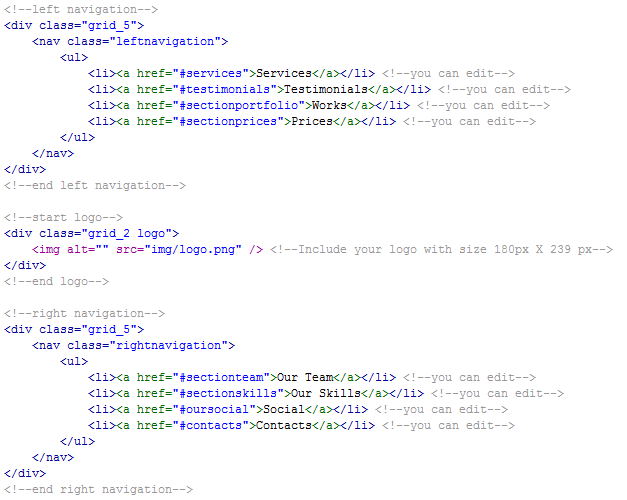 <!--left navigation-->
<div class="grid_5">
    <nav class="leftnavigation">
        <ul>
            <li><a href="#services">Services</a></li> <!--you can edit-->
            <li><a href="#testimonials">Testimonials</a></li> <!--you can edit-->
            <li><a href="#sectionportfolio">Works</a></li> <!--you can edit-->
            <li><a href="#sectionprices">Prices</a></li> <!--you can edit-->
        </ul>
    </nav>
</div>
<!--end left navigation-->

<!--start logo-->
<div class="grid_2 logo">
    <img alt="" src="img/logo.png" /> <!--Include your logo with size 180px X 239 px-->
</div>
<!--end logo-->

<!--right navigation-->
<div class="grid_5">
    <nav class="rightnavigation">
        <ul>
            <li><a href="#sectionteam">Our Team</a></li> <!--you can edit-->
            <li><a href="#sectionskills">Our Skills</a></li> <!--you can edit-->
            <li><a href="#oursocial">Social</a></li> <!--you can edit-->
            <li><a href="#contacts">Contacts</a></li> <!--you can edit-->
        </ul>
    </nav>
</div>
<!--end right navigation-->